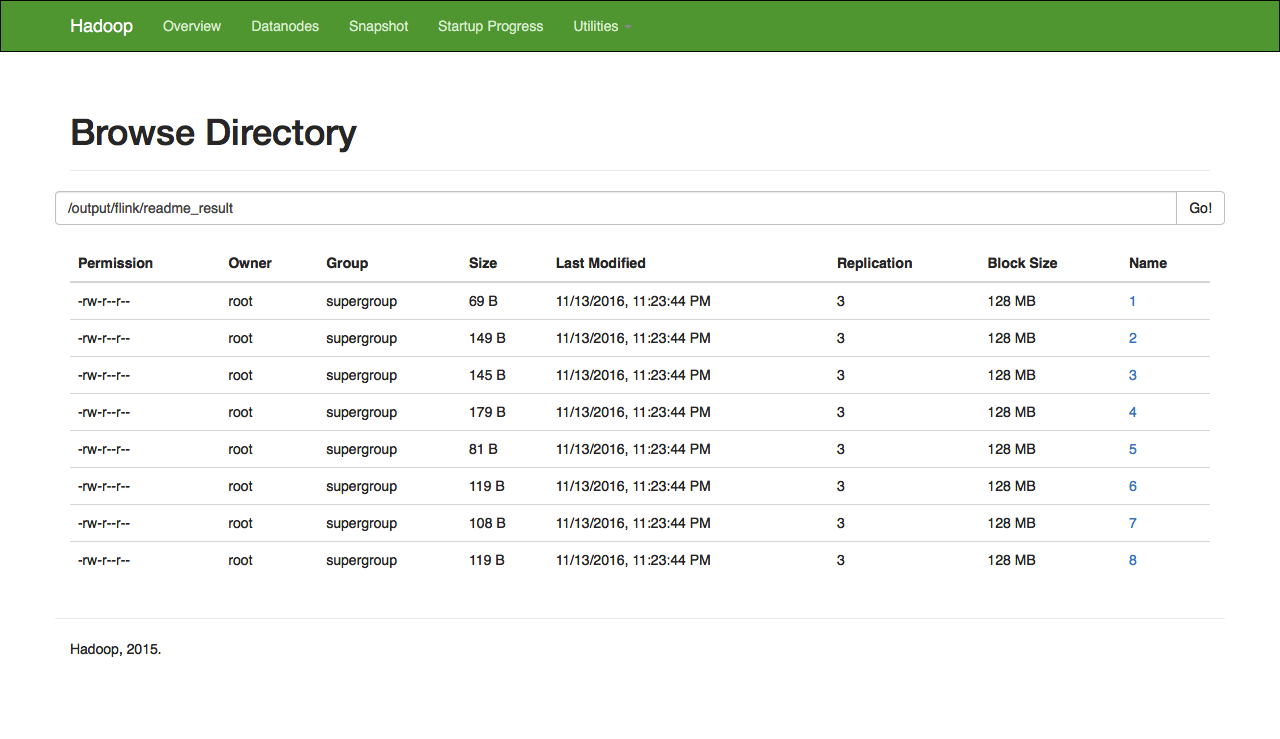 Hadoop Overview Datanodes Snapshot Startup Progress Utilities
Browse Directory
/output/flink/readme_result Go!
Permission Owner Group Size Last Modified Replication Block Size Name
-rw-r--r-- root supergroup 69 B 11/13/2016, 11:23:44 PM 3 128 MB 1
-rw-r--r-- root supergroup 149 B 11/13/2016, 11:23:44 PM 3 128 MB 2
-rw-r--r-- root supergroup 145 B 11/13/2016, 11:23:44 PM 3 128 MB 3
-rw-r--r-- root supergroup 179 B 11/13/2016, 11:23:44 PM 3 128 MB 4
-rw-r--r-- root supergroup 81 B 11/13/2016, 11:23:44 PM 3 128 MB 5
-rw-r--r-- root supergroup 119 B 11/13/2016, 11:23:44 PM 3 128 MB 6
-rw-r--r-- root supergroup 108 B 11/13/2016, 11:23:44 PM 3 128 MB 7
-rw-r--r-- root supergroup 119 B 11/13/2016, 11:23:44 PM 3 128 MB 8
Hadoop, 2015.